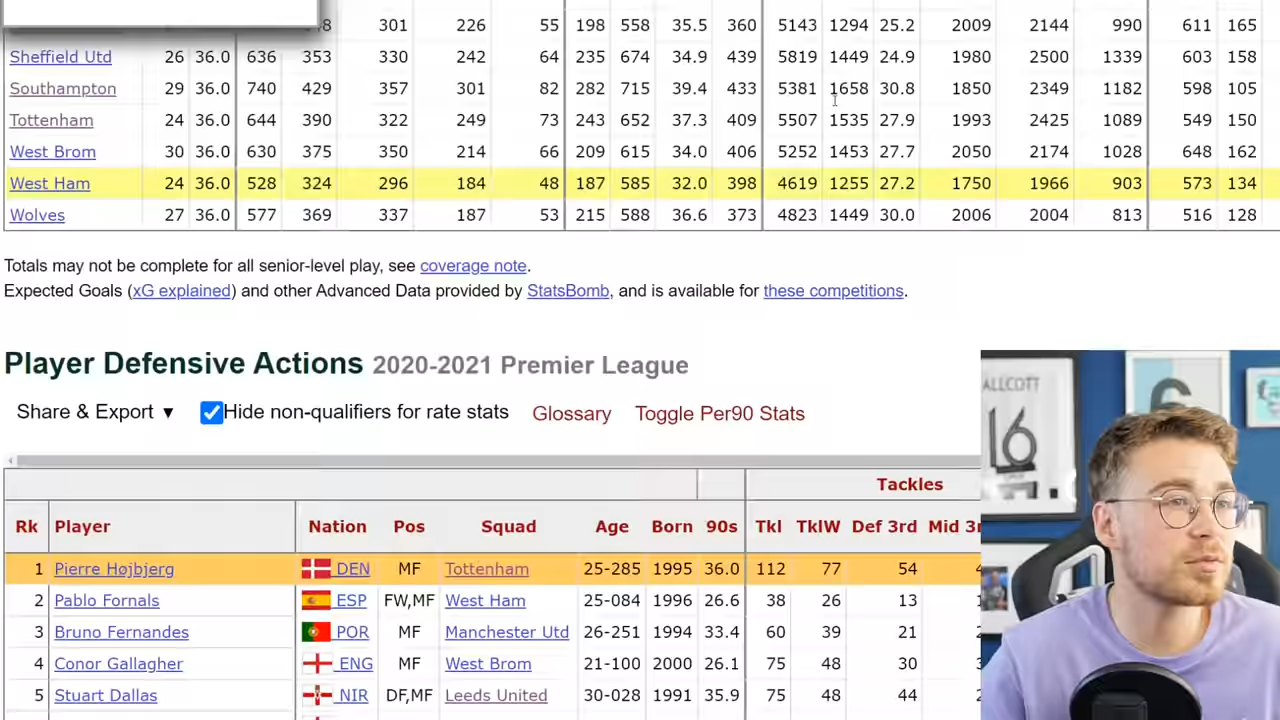 301 226 55 198 558 35.5 360 5143 1294 25.2 2009 2144 990 611 165
Sheffield Utd 26 36.0 636 353 330 242 64 235 674 34.9 439 5819 1449 24.9 1980 2500 1339 603 158
Southampton 29 36.0 740 429 357 301 82 282 715 39.4 433 5381 1658 30.8 1850 2349 1182 598 105
Tottenham 24 36.0 644 390 322 249 73 243 652 37.3 409 5507 1535 27.9 1993 2425 1089 549 150
West Brom 30 36.0 630 375 350 214 66 209 615 34.0 406 5252 1453 27.7 2050 2174 1028 648 162
West Ham 24 36.0 528 324 296 184 48 187 585 32.0 398 4619 1255 27.2 1750 1966 903 573 134
Wolves 27 36.0 577 369 337 187 53 215 588 36.6 373 4823 1449 30.0 2006 2004 813 516 128
Totals may not be complete for all senior-level play, see coverage note.
Expected Goals (xG explained) and other Advanced Data provided by StatsBomb, and is available for these competitions.
Player Defensive Actions 2020-2021 Premier League
Share & Export ▼ Hide non-qualifiers for rate stats Glossary Toggle Per90 Stats
Tackles
Rk Player Nation Pos Squad Age Born 90s Tkl TklW Def 3rd Mid
1 Pierre Højbjerg DEN MF Tottenham 25-285 1995 36.0 112 77 54
2 Pablo Fornals ESP FW,MF West Ham 25-084 1996 26.6 38 26 13
3 Bruno Fernandes POR MF Manchester Utd 26-251 1994 33.4 60 39 21
4 Conor Gallagher ENG MF West Brom 21-100 2000 26.1 75 48 30
5 Stuart Dallas NIR DF,MF Leeds United 30-028 1991 35.9 75 48 44
ALLCOTT
16
6